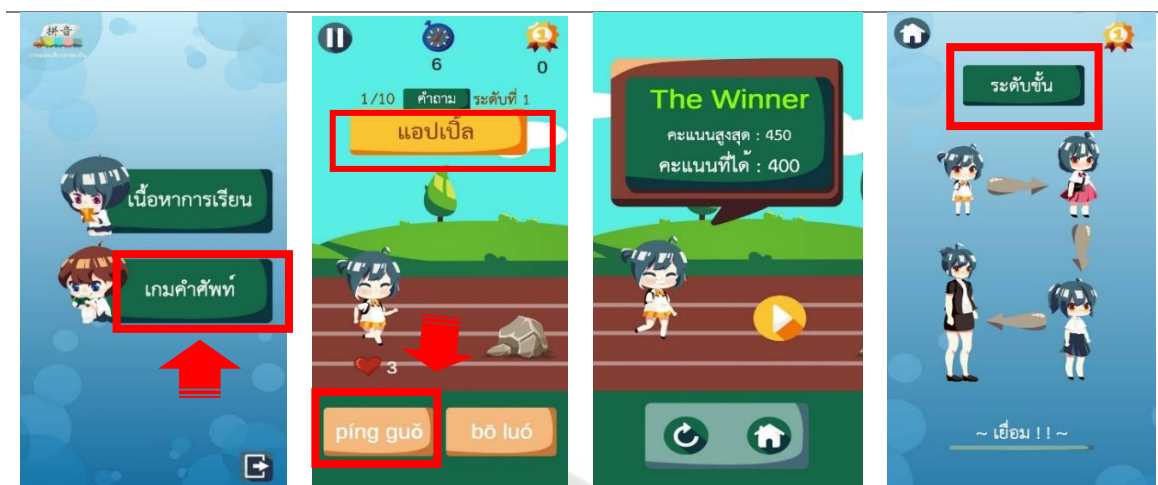 拼音
เนื้อหาการเรียน
เกมคำศัพท์
6
0
1/10 คำถาม ระดับที่ 1
แอปเปิ้ล
3
píng guǒ
bō luó
The Winner
คะแนนสูงสุด : 450
คะแนนที่ได้ : 400
1
ระดับขั้น
~ เยี่ยม ! ! ~